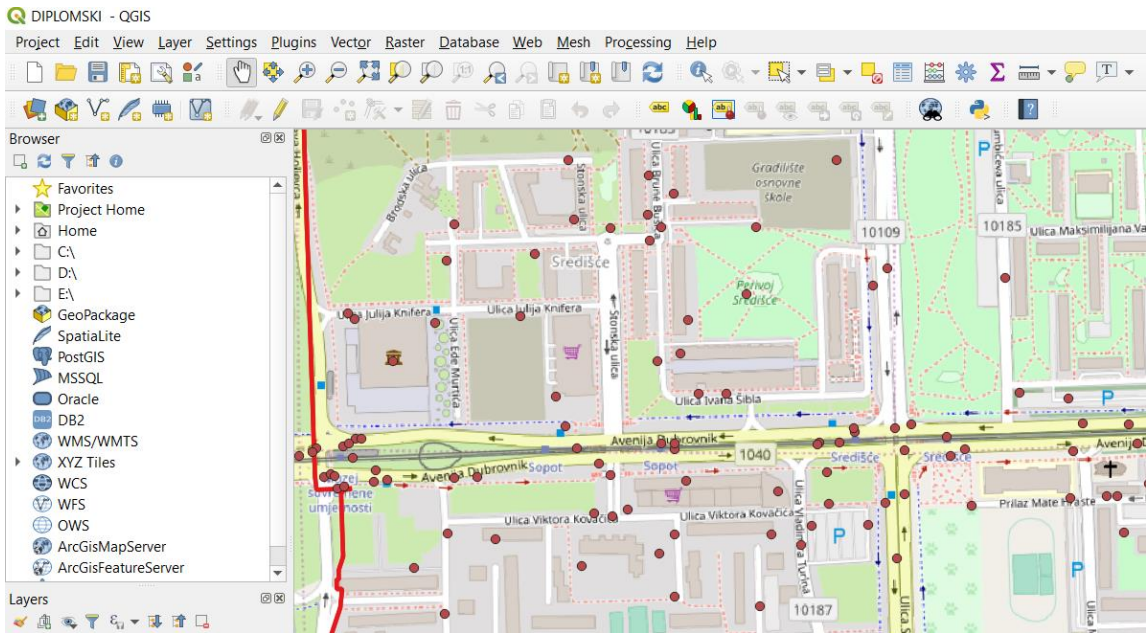 DIPLOMSKI - QGIS
Project Edit View Layer Settings Plugins Vector Raster Database Web Mesh Processing Help
Browser
Favorites
Project Home
Home
C:\
D:\
E:\
GeoPackage
SpatiaLite
PostGIS
MSSQL
Oracle
DB2
WMS/WMTS
XYZ Tiles
WCS
WFS
OWS
ArcGisMapServer
ArcGisFeatureServer
Layers
Brodska ulica
Stonska ulica
Ulica Brune Bušića
Gradilište
osnovne
škole
P
10109
10185
Ulica Maksimilijana
Središće
Perivoj
Središće
Ulica Julija Knifera
Ulica Julija Knifera
Ulica Ede Murtića
Stonska ulica
Ulica Ivana Šibla
P
Avenija Dubrovnik
1040
Središće
Središće
Avenija Dubrovnik
Sopot
Sopot
suvremene
umjetnosti
Prilaz Mate
Ulica Viktora Kovačića
Ulica Viktora Kovačića
Ulica Vladimira Turina
P
P
10187